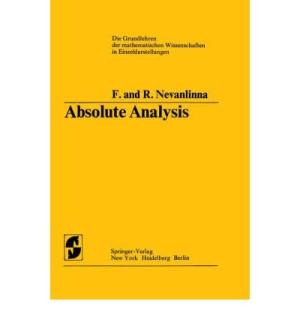 Die Grundlehren
der mathematischen Wissenschaften
in Einzeldarstellungen
F. and R. Nevanlinna
Absolute Analysis
Springer-Verlag
New York Heidelberg Berlin